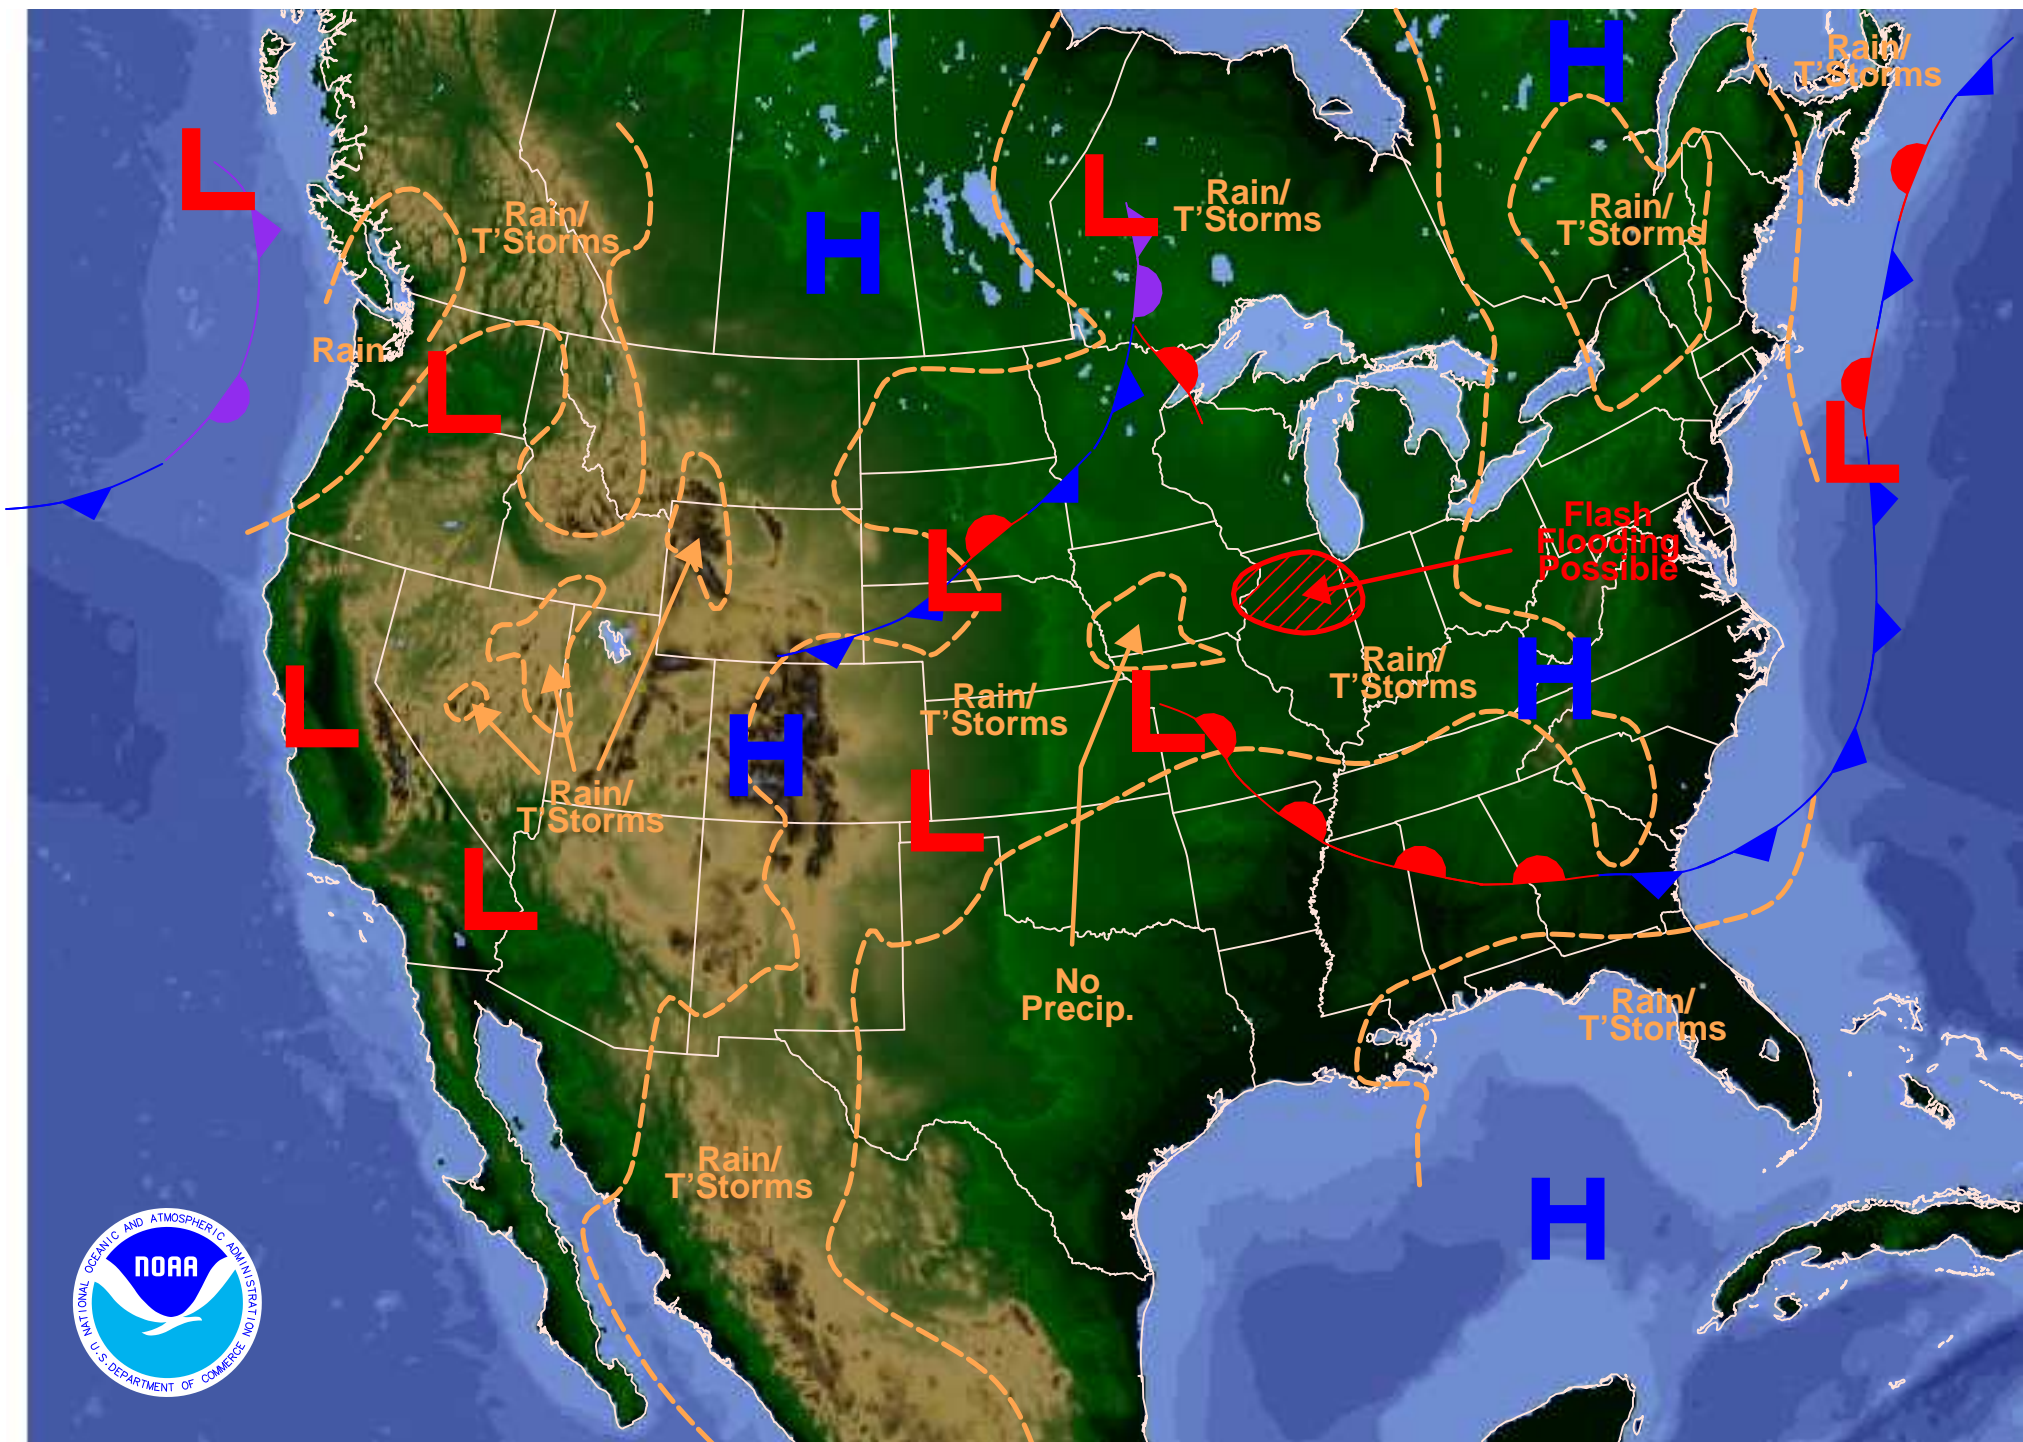 Rain/
T'Storms
Rain/
T'Storms
Rain/
T'Storms
Rain/
T'Storms
Rain
Flash
Flooding
Possible
Rain/
T'Storms
Rain/
T'Storms
Rain/
T'Storms
No
Precip.
Rain/
T'Storms
Rain/
T'Storms
L
H
L
H
L
L
L
H
L
L
H
L
L
H
NOAA
NATIONAL OCEANIC AND ATMOSPHERIC ADMINISTRATION
U.S. DEPARTMENT OF COMMERCE